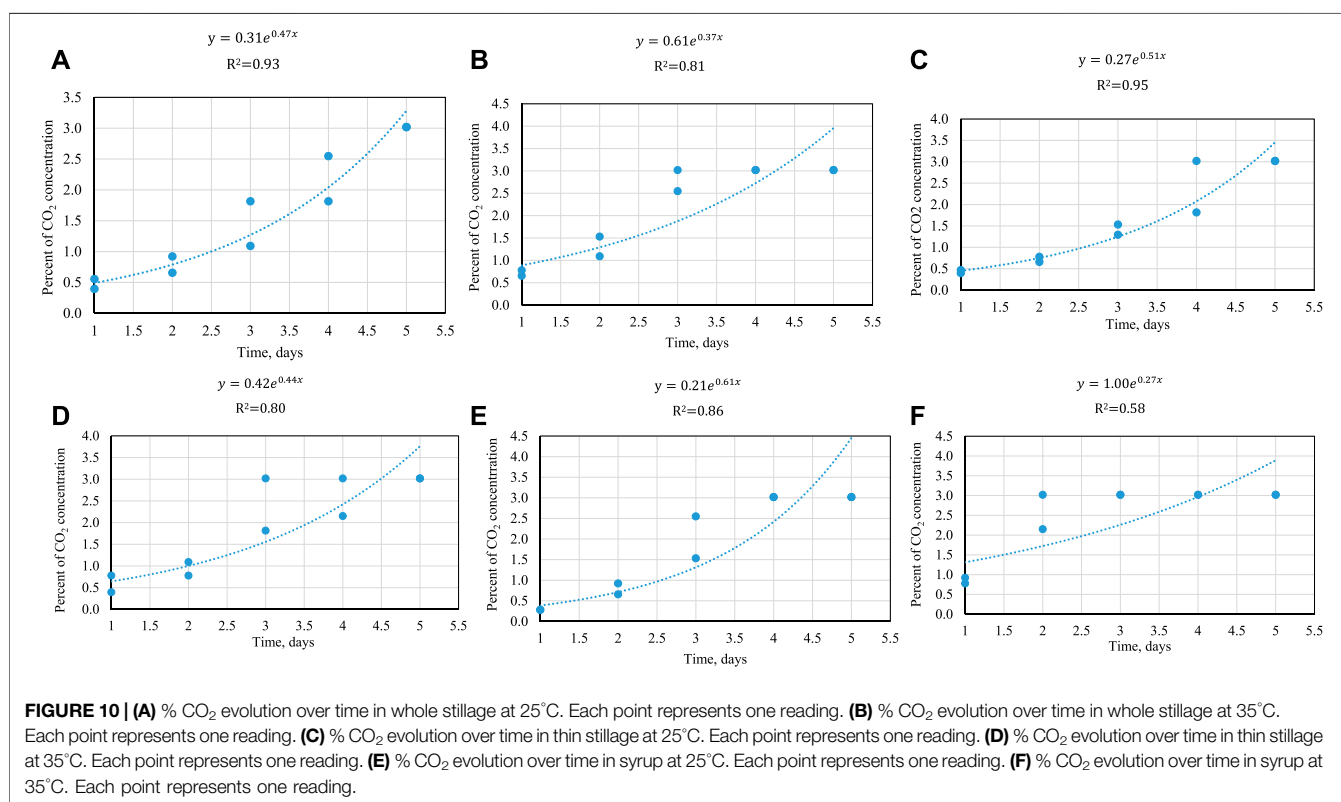 A
y = 0.31e^0.47x
R²=0.93
Percent of CO₂ concentration
3.5
3.0
2.5
2.0
1.5
1.0
0.5
0.0
1 1.5 2 2.5 3 3.5 4 4.5 5 5.5
Time, days
B
y = 0.61e^0.37x
R²=0.81
Percent of CO₂ concentration
4.5
4.0
3.5
3.0
2.5
2.0
1.5
1.0
0.5
0.0
1 1.5 2 2.5 3 3.5 4 4.5 5 5.5
Time, days
C
y = 0.27e^0.51x
R²=0.95
Percent of CO2 concentration
4.0
3.5
3.0
2.5
2.0
1.5
1.0
0.5
0.0
1 1.5 2 2.5 3 3.5 4 4.5 5 5.5
Time, days
D
y = 0.42e^0.44x
R²=0.80
Percent of CO₂ concentration
4.0
3.5
3.0
2.5
2.0
1.5
1.0
0.5
0.0
1 1.5 2 2.5 3 3.5 4 4.5 5 5.5
Time, days
E
y = 0.21e^0.61x
R²=0.86
Percent of CO₂ concentrration
4.5
4.0
3.5
3.0
2.5
2.0
1.5
1.0
0.5
0.0
1 1.5 2 2.5 3 3.5 4 4.5 5 5.5
Time, days
F
y = 1.00e^0.27x
R²=0.58
Percent of CO₂ concentration
4.5
4.0
3.5
3.0
2.5
2.0
1.5
1.0
0.5
0.0
1 1.5 2 2.5 3 3.5 4 4.5 5 5.5
Time, days
FIGURE 10 | (A) % CO₂ evolution over time in whole stillage at 25°C. Each point represents one reading. (B) % CO₂ evolution over time in whole stillage at 35°C.
Each point represents one reading. (C) % CO₂ evolution over time in thin stillage at 25°C. Each point represents one reading. (D) % CO₂ evolution over time in thin stillage
at 35°C. Each point represents one reading. (E) % CO₂ evolution over time in syrup at 25°C. Each point represents one reading. (F) % CO₂ evolution over time in syrup at
35°C. Each point represents one reading.